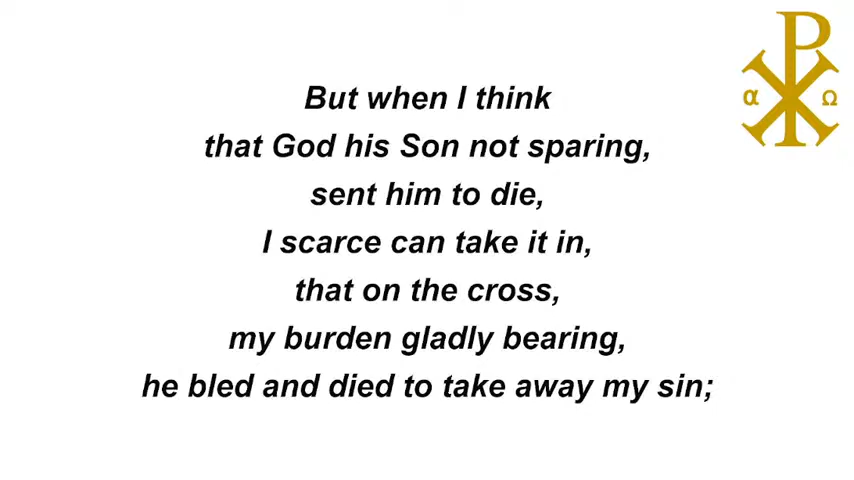 But when I think
that God his Son not sparing,
sent him to die,
I scarce can take it in,
that on the cross,
my burden gladly bearing,
he bled and died to take away my sin;
α Ω